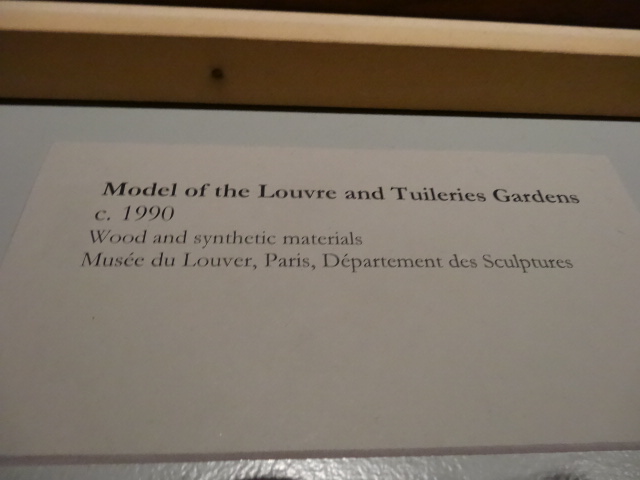 Model of the Louvre and Tuileries Gardens
c. 1990
Wood and synthetic materials
Musée du Louver, Paris, Département des Sculptures